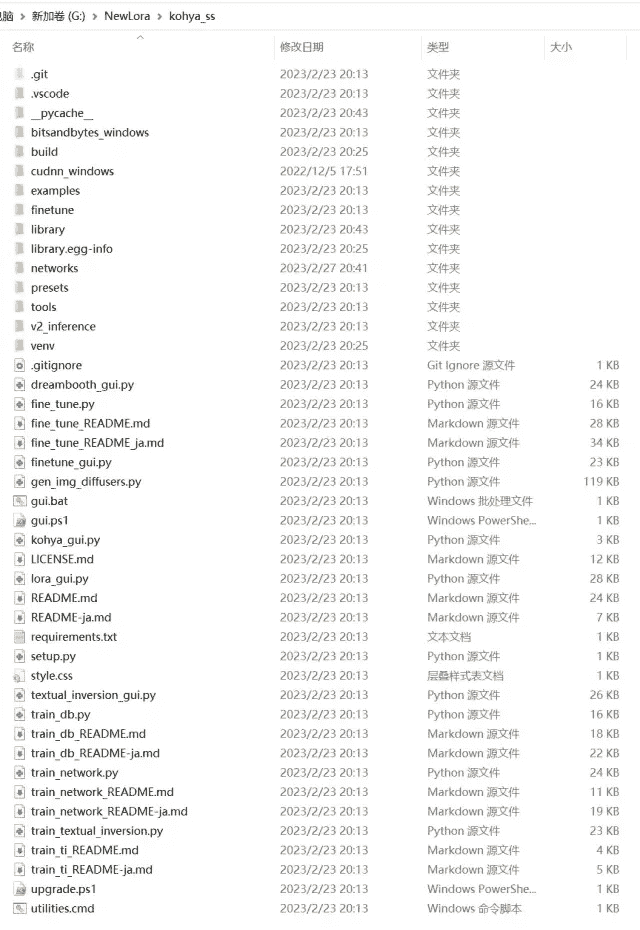 电脑 > 新加卷 (G:) > NewLora > kohya_ss
名称 修改日期 类型 大小
.git 2023/2/23 20:13 文件夹
.vscode 2023/2/23 20:13 文件夹
__pycache__ 2023/2/23 20:43 文件夹
bitsandbytes_windows 2023/2/23 20:13 文件夹
build 2023/2/23 20:25 文件夹
cudnn_windows 2022/12/5 17:51 文件夹
examples 2023/2/23 20:13 文件夹
finetune 2023/2/23 20:13 文件夹
library 2023/2/23 20:43 文件夹
library.egg-info 2023/2/23 20:25 文件夹
networks 2023/2/27 20:41 文件夹
presets 2023/2/23 20:13 文件夹
tools 2023/2/23 20:13 文件夹
v2_inference 2023/2/23 20:13 文件夹
venv 2023/2/23 20:25 文件夹
.gitignore 2023/2/23 20:13 Git Ignore 源文件 1 KB
dreambooth_gui.py 2023/2/23 20:13 Python 源文件 24 KB
fine_tune.py 2023/2/23 20:13 Python 源文件 16 KB
fine_tune_README.md 2023/2/23 20:13 Markdown 源文件 28 KB
fine_tune_README_ja.md 2023/2/23 20:13 Markdown 源文件 34 KB
finetune_gui.py 2023/2/23 20:13 Python 源文件 23 KB
gen_img_diffusers.py 2023/2/23 20:13 Python 源文件 119 KB
gui.bat 2023/2/23 20:13 Windows 批处理文件 1 KB
gui.ps1 2023/2/23 20:13 Windows PowerShe... 1 KB
kohya_gui.py 2023/2/23 20:13 Python 源文件 3 KB
LICENSE.md 2023/2/23 20:13 Markdown 源文件 12 KB
lora_gui.py 2023/2/23 20:13 Python 源文件 28 KB
README.md 2023/2/23 20:13 Markdown 源文件 24 KB
README-ja.md 2023/2/23 20:13 Markdown 源文件 7 KB
requirements.txt 2023/2/23 20:13 文本文档 1 KB
setup.py 2023/2/23 20:13 Python 源文件 1 KB
style.css 2023/2/23 20:13 层叠样式表文档 1 KB
textual_inversion_gui.py 2023/2/23 20:13 Python 源文件 26 KB
train_db.py 2023/2/23 20:13 Python 源文件 16 KB
train_db_README.md 2023/2/23 20:13 Markdown 源文件 18 KB
train_db_README-ja.md 2023/2/23 20:13 Markdown 源文件 22 KB
train_network.py 2023/2/23 20:13 Python 源文件 24 KB
train_network_README.md 2023/2/23 20:13 Markdown 源文件 11 KB
train_network_README-ja.md 2023/2/23 20:13 Markdown 源文件 19 KB
train_textual_inversion.py 2023/2/23 20:13 Python 源文件 23 KB
train_ti_README.md 2023/2/23 20:13 Markdown 源文件 4 KB
train_ti_README-ja.md 2023/2/23 20:13 Markdown 源文件 5 KB
upgrade.ps1 2023/2/23 20:13 Windows PowerShe... 1 KB
utilities.cmd 2023/2/23 20:13 Windows 命令脚本 1 KB